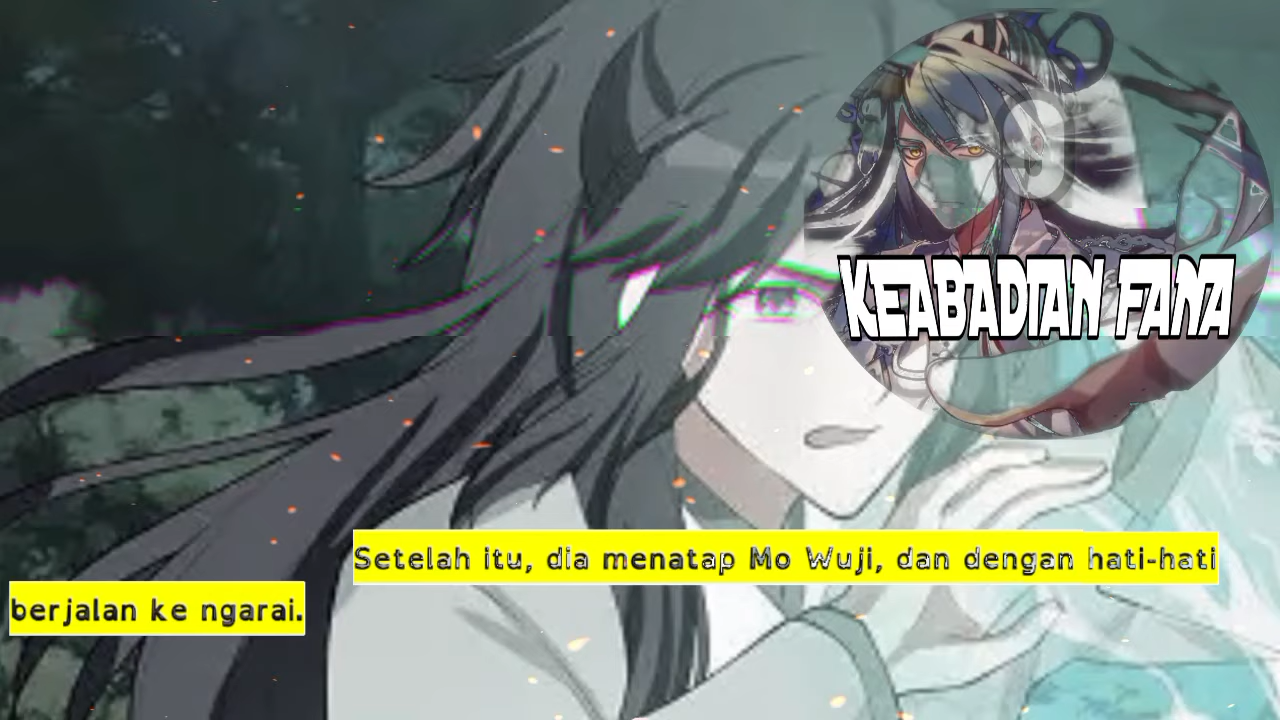 KEABADIAN FANA
Setelah itu, dia menatap Mo Wuji, dan dengan hati-hati
berjalan ke ngarai.